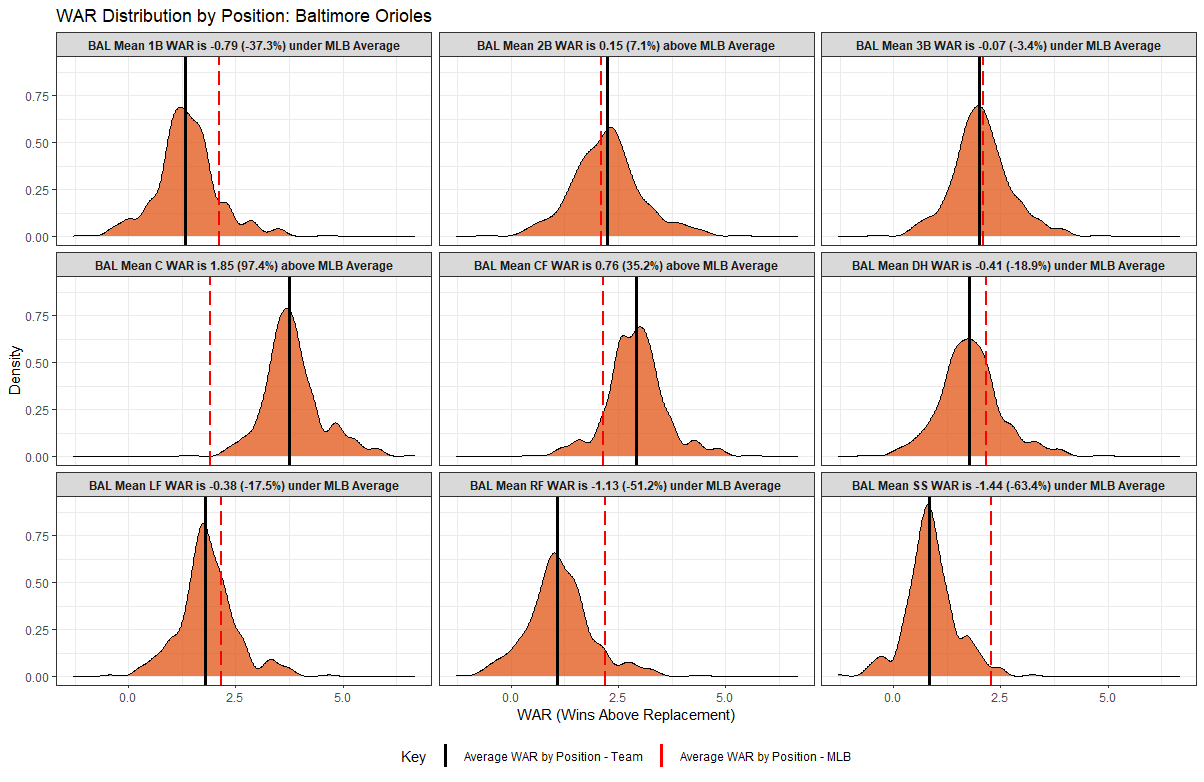 WAR Distribution by Position: Baltimore Orioles
BAL Mean 1B WAR is -0.79 (-37.3%) under MLB Average
BAL Mean 2B WAR is 0.15 (7.1%) above MLB Average
BAL Mean 3B WAR is -0.07 (-3.4%) under MLB Average
0.75
0.50
0.25
0.00
BAL Mean C WAR is 1.85 (97.4%) above MLB Average
BAL Mean CF WAR is 0.76 (35.2%) above MLB Average
BAL Mean DH WAR is -0.41 (-18.9%) under MLB Average
Density
0.75
0.50
0.25
0.00
BAL Mean LF WAR is -0.38 (-17.5%) under MLB Average
BAL Mean RF WAR is -1.13 (-51.2%) under MLB Average
BAL Mean SS WAR is -1.44 (-63.4%) under MLB Average
0.75
0.50
0.25
0.00
0.0 2.5 5.0
0.0 2.5 5.0
0.0 2.5 5.0
WAR (Wins Above Replacement)
Key Average WAR by Position - Team Average WAR by Position - MLB